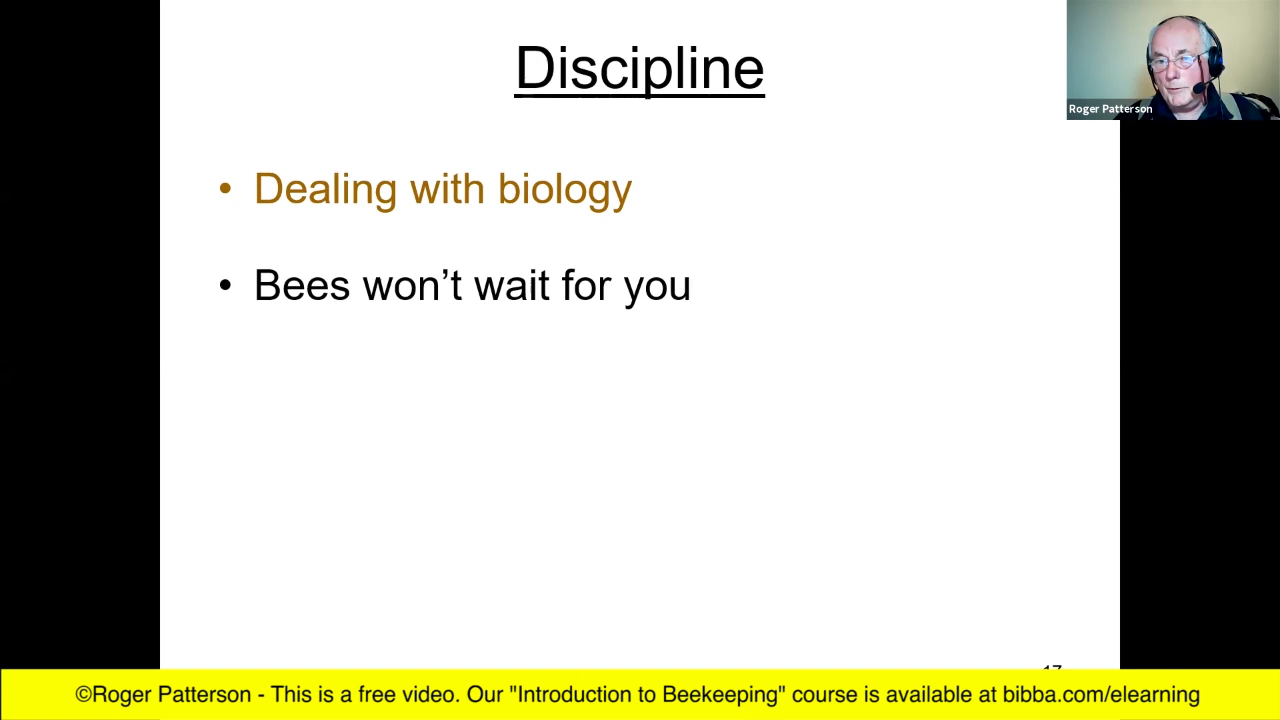 Discipline
Roger Patterson
• Dealing with biology
• Bees won’t wait for you
17
©Roger Patterson - This is a free video. Our "Introduction to Beekeeping" course is available at bibba.com/elearning